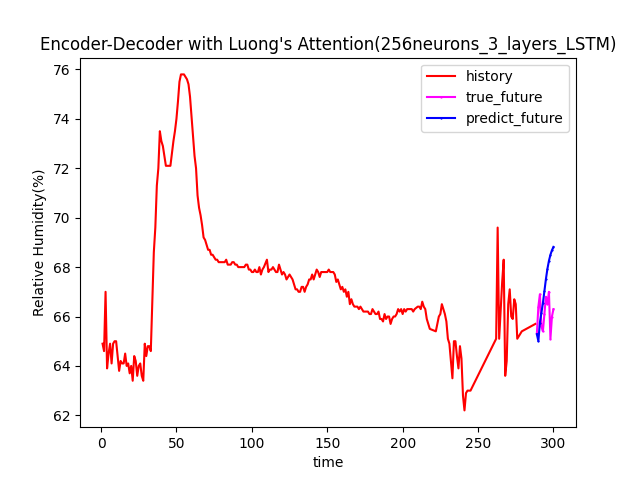 Encoder-Decoder with Luong's Attention(256neurons_3_layers_LSTM)
76
74
72
70
68
66
64
62
Relative Humidity(%)
history
true_future
predict_future
0 50 100 150 200 250 300
time